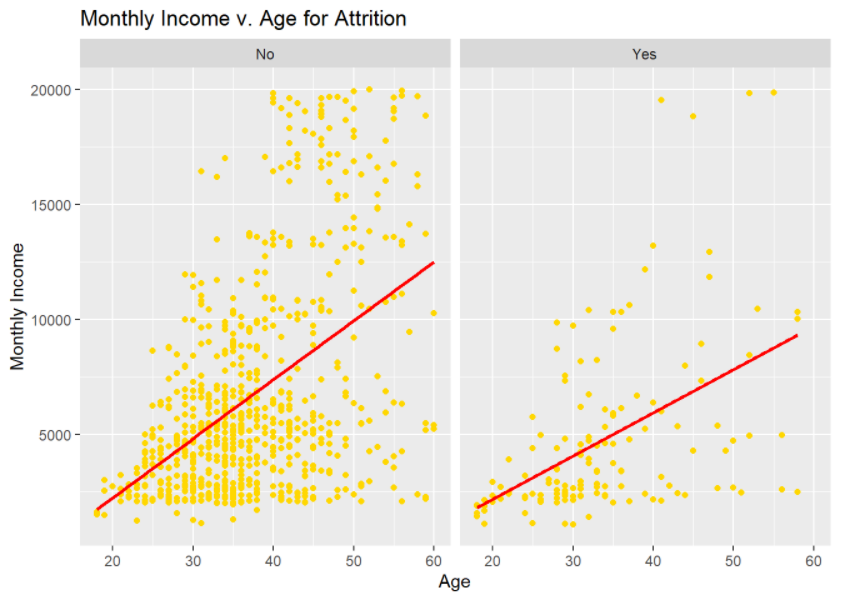 Monthly Income v. Age for Attrition
No
Yes
20000
15000
10000
5000
Monthly Income
20 30 40 50 60
20 30 40 50 60
Age